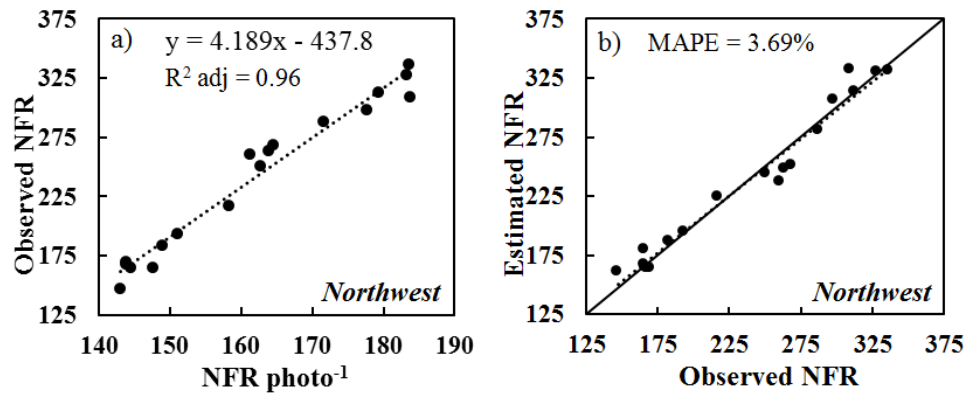 a) y = 4.189x - 437.8
R² adj = 0.96
Observed NFR
375
325
275
225
175
125
Northwest
140 150 160 170 180 190
NFR photo⁻¹
b) MAPE = 3.69%
Estimated NFR
375
325
275
225
175
125
Northwest
125 175 225 275 325 375
Observed NFR